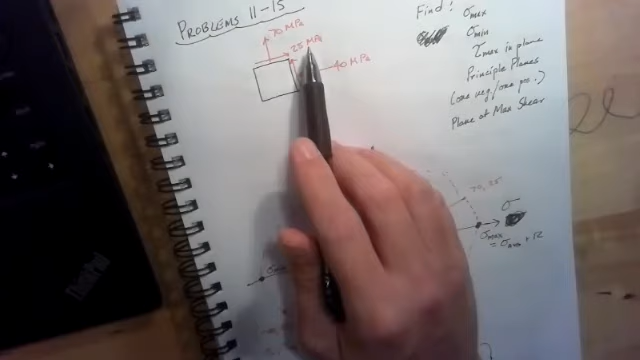 PROBLEMS 11-15
70 MPa
25 MPa
40 MPa
Find:
σmax
σmin
τmax in plane
Principle Planes
(one neg/one pos.)
Plane at Max Shear
70, 25
σ
σmax
= σave + R
ThinkPad